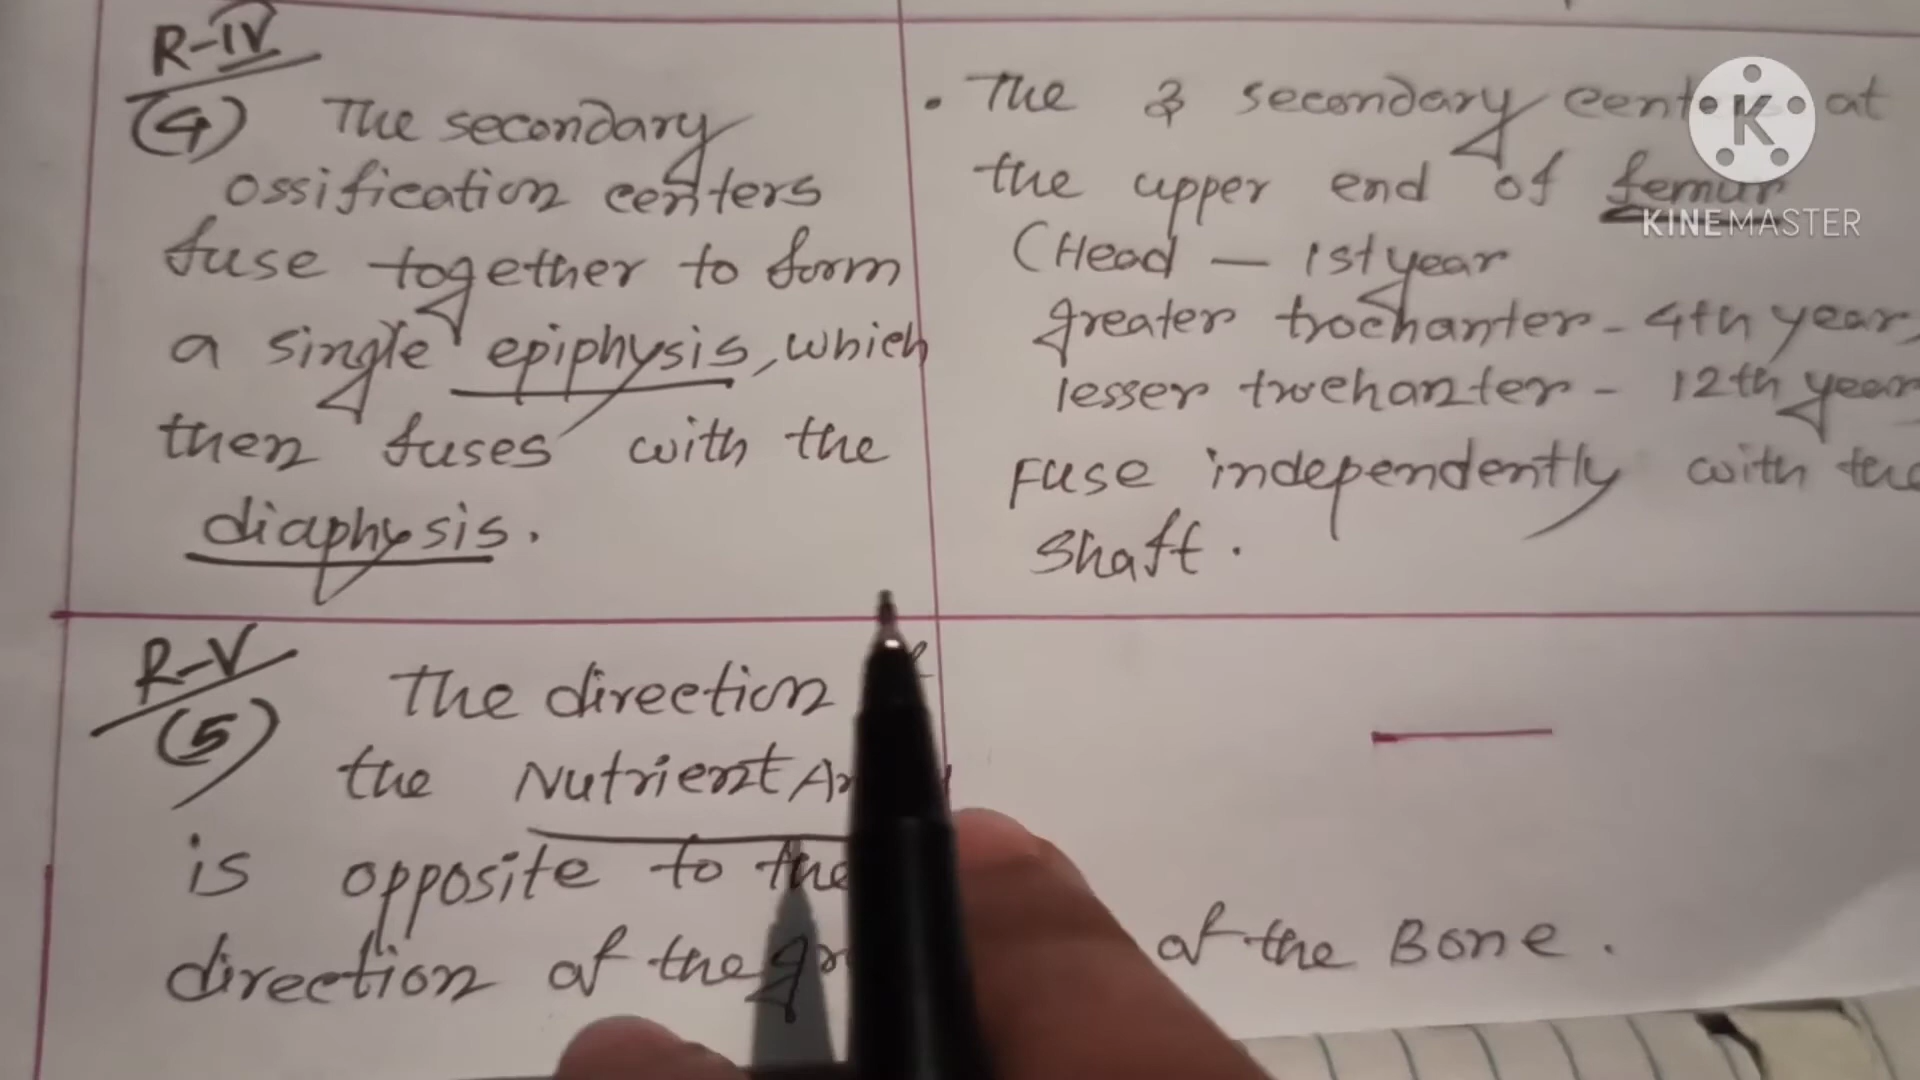 R-IV
(4) The secondary
ossification centers
fuse together to form
a single epiphysis, which
then fuses with the
diaphysis.
• The 3 secondary at
the upper end of femur
(Head — 1st year
greater trochanter - 4th year,
lesser trochanter - 12th year
Fuse independently with the
shaft.
R-V
(5) The direction
the Nutrient
is opposite to the
direction of the of the Bone.
K
KINEMASTER